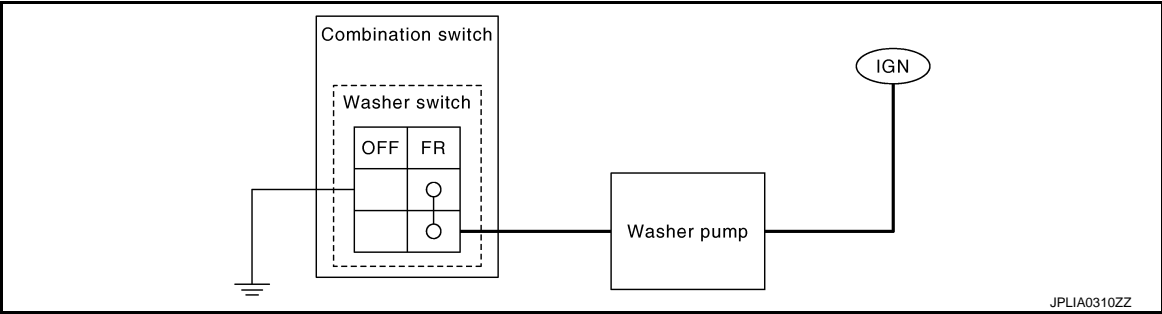 Combination switch
Washer switch
OFF FR
Washer pump
IGN
JPLIA0310ZZ